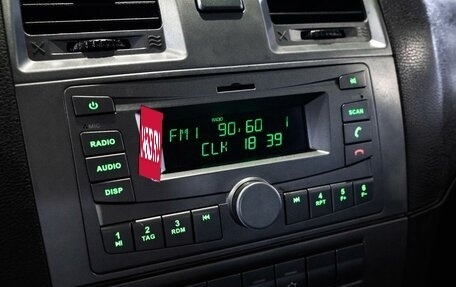 MIC
RADIO
AUDIO
DISP
RADIO
FM1 90.60 1
CLK 18 39
SCAN
1
2 TAG
3 RDM
4 RPT
5 F-
6 F+